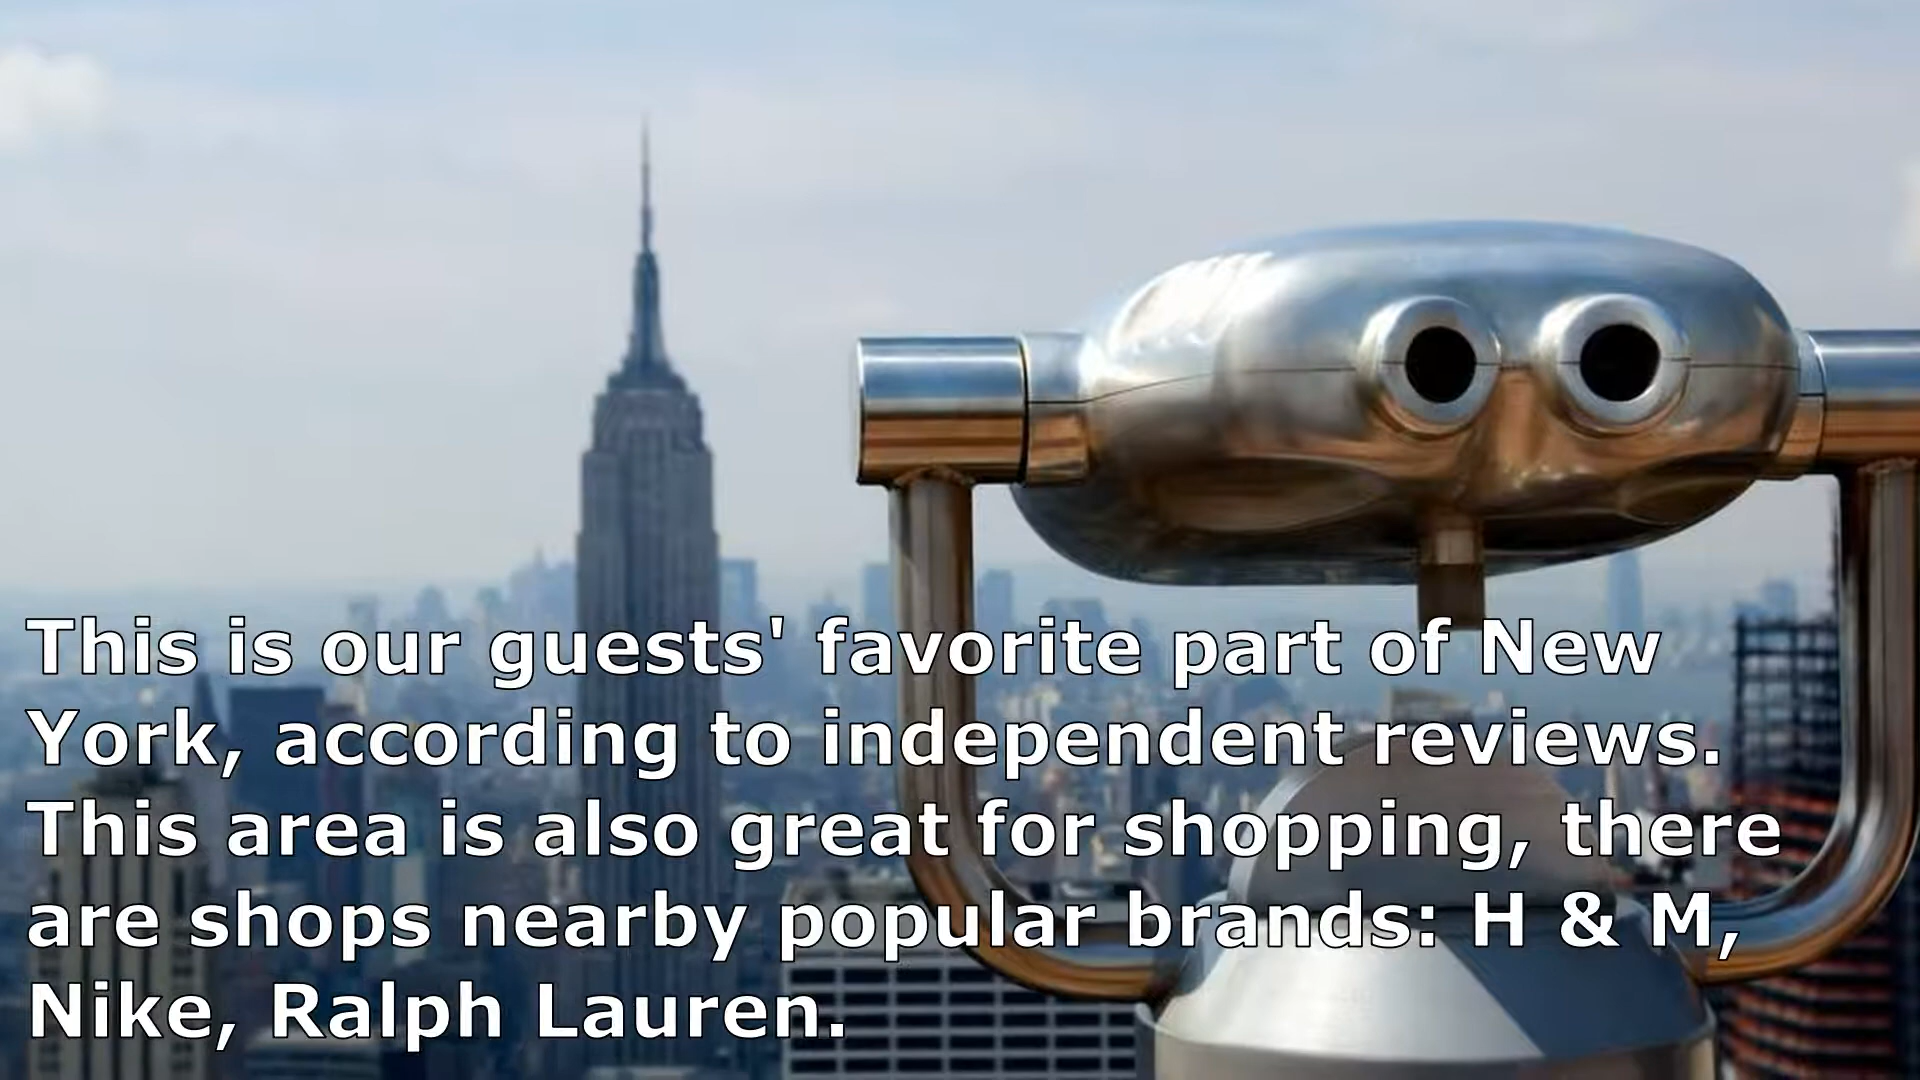 This is our guests' favorite part of New
York, according to independent reviews.
This area is also great for shopping, there
are shops nearby popular brands: H & M,
Nike, Ralph Lauren.